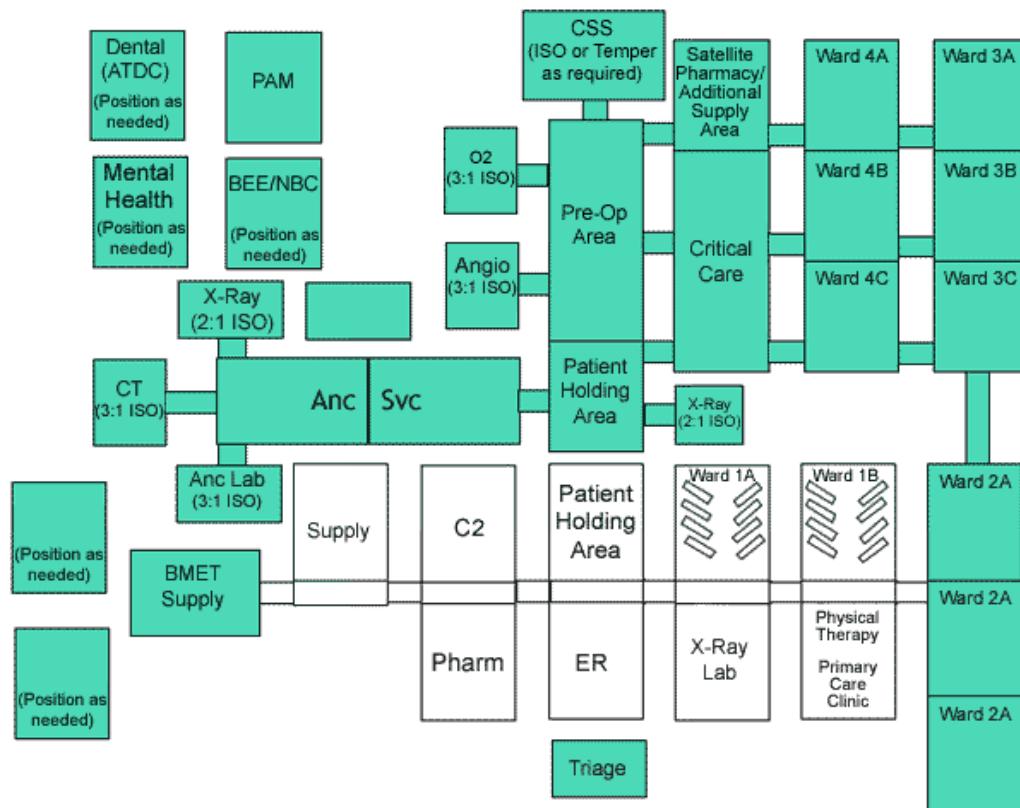 Dental
(ATDC)
(Position as
needed)
PAM
CSS
(ISO or Temper
as required)
Satellite
Pharmacy/
Additional
Supply
Area
Ward 4A
Ward 3A
Mental
Health
(Position as
needed)
BEE/NBC
(Position as
needed)
O2
(3:1 ISO)
Pre-Op
Area
Ward 4B
Ward 3B
Angio
(3:1 ISO)
Critical
Care
Ward 4C
Ward 3C
X-Ray
(2:1 ISO)
CT
(3:1 ISO)
Anc Svc
Patient
Holding
Area
X-Ray
(2:1 ISO)
Anc Lab
(3:1 ISO)
Supply
C2
Patient
Holding
Area
Ward 1A
Ward 1B
Ward 2A
(Position as
needed)
BMET
Supply
Pharm
ER
X-Ray
Lab
Physical
Therapy
Primary
Care
Clinic
Ward 2A
(Position as
needed)
Triage
Ward 2A